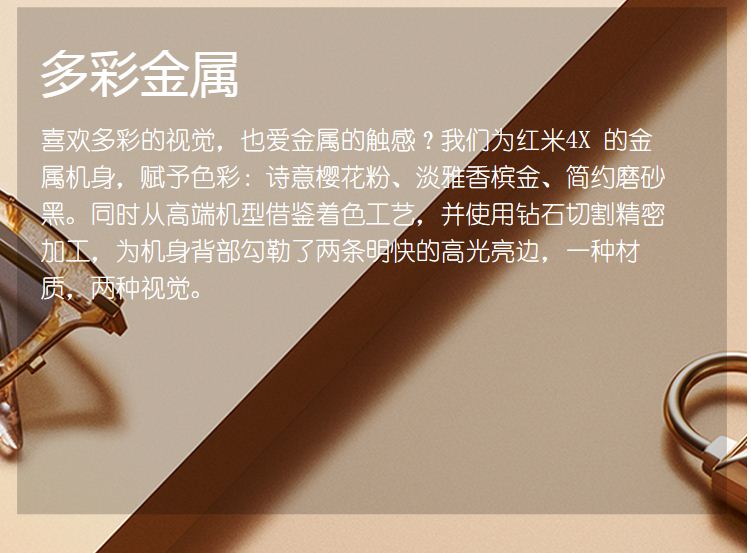 多彩金属
喜欢多彩的视觉，也爱金属的触感？我们为红米4X 的金
属机身，赋予色彩：诗意樱花粉、淡雅香槟金、简约磨砂
黑。同时从高端机型借鉴着色工艺，并使用钻石切割精密
加工，为机身背部勾勒了两条明快的高光亮边，一种材
质，两种视觉。